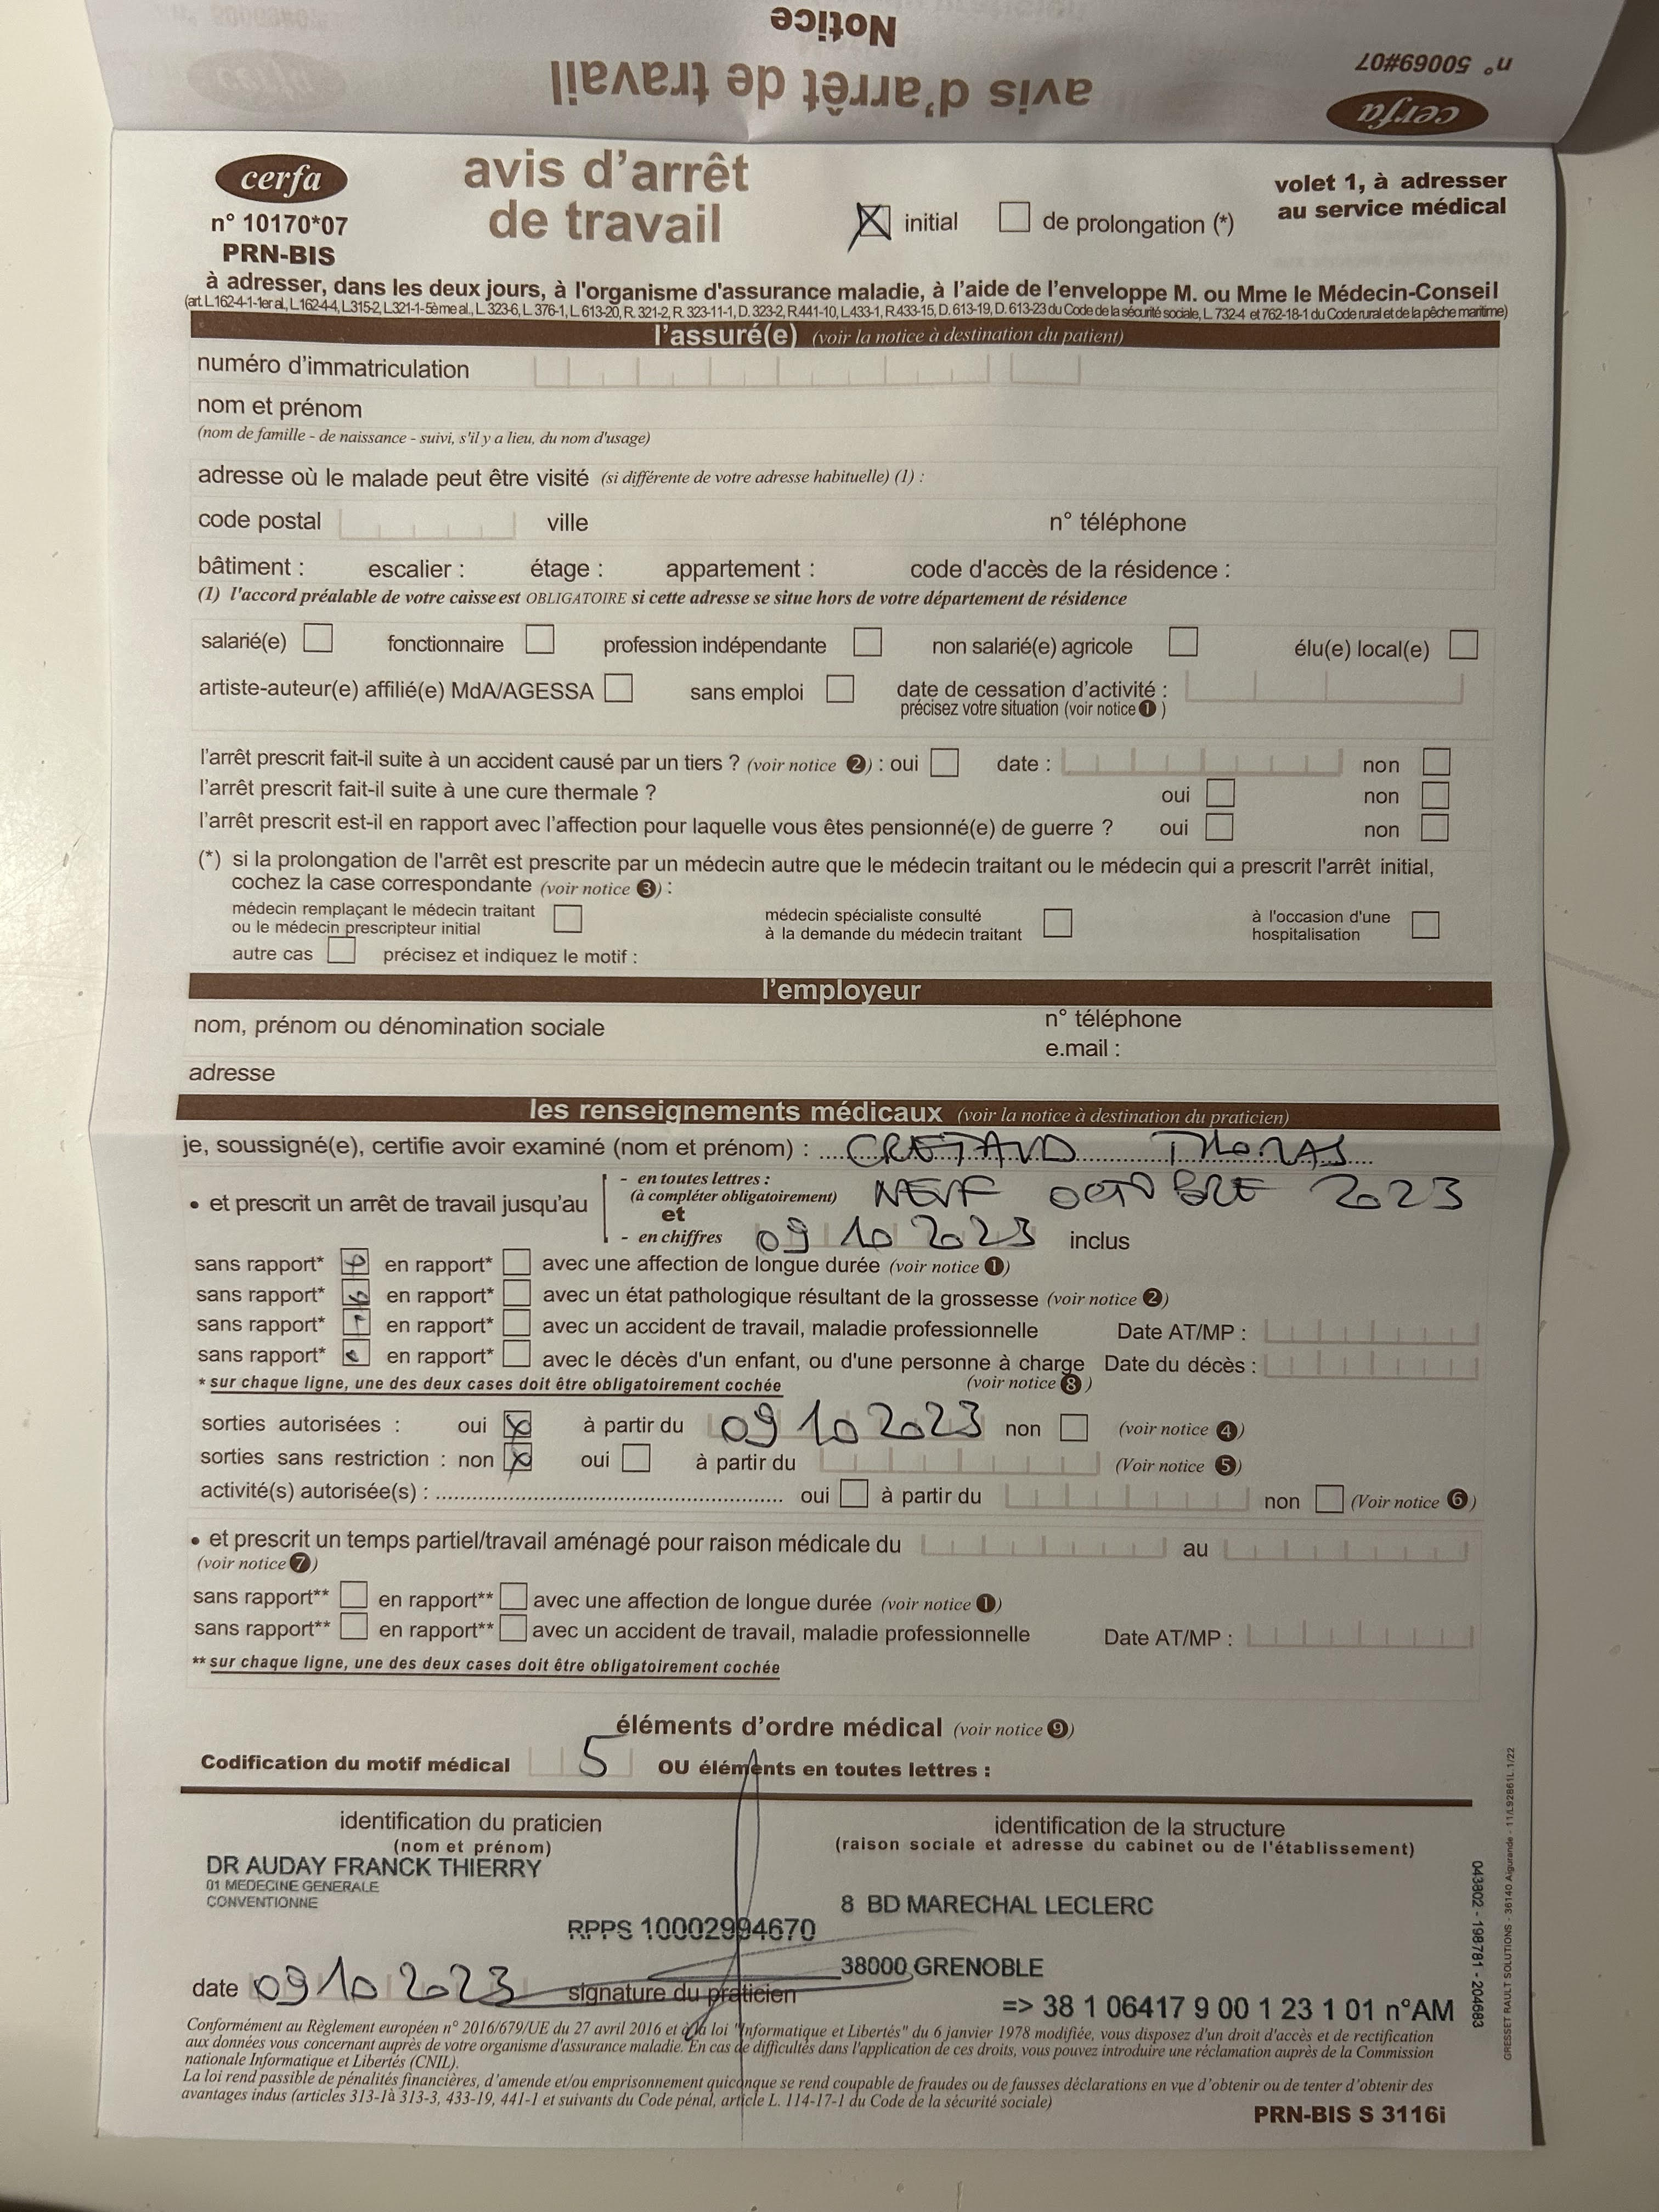 Notice
avis d'arrêt de travail
n° 50069#07
cerfa
cerfa
n° 10170*07
PRN-BIS
avis d'arrêt
de travail
initial
de prolongation (*)
volet 1, à adresser
au service médical
à adresser, dans les deux jours, à l'organisme d'assurance maladie, à l'aide de l'enveloppe M. ou Mme le Médecin-Conseil
(art. L.162-4-1-1er al., L.162-4-4, L.315-2, L.321-1-5ème al., L. 323-6, L. 376-1, L. 613-20, R. 321-2, R. 323-11-1, D. 323-2, R.441-10, L.433-1, R.433-15, D. 613-19, D. 613-23 du Code de la sécurité sociale, L. 732-4 et 762-18-1 du Code rural et de la pêche maritime)
l'assuré(e) (voir la notice à destination du patient)
numéro d'immatriculation
nom et prénom
(nom de famille - de naissance - suivi, s'il y a lieu, du nom d'usage)
adresse où le malade peut être visité (si différente de votre adresse habituelle) (1) :
code postal ville n° téléphone
bâtiment : escalier : étage : appartement : code d'accès de la résidence :
(1) l'accord préalable de votre caisse est OBLIGATOIRE si cette adresse se situe hors de votre département de résidence
salarié(e) fonctionnaire profession indépendante non salarié(e) agricole élu(e) local(e)
artiste-auteur(e) affilié(e) MdA/AGESSA sans emploi date de cessation d'activité :
précisez votre situation (voir notice 1)
l'arrêt prescrit fait-il suite à un accident causé par un tiers ? (voir notice 2) : oui date : non
l'arrêt prescrit fait-il suite à une cure thermale ? oui non
l'arrêt prescrit est-il en rapport avec l'affection pour laquelle vous êtes pensionné(e) de guerre ? oui non
(*) si la prolongation de l'arrêt est prescrite par un médecin autre que le médecin traitant ou le médecin qui a prescrit l'arrêt initial,
cochez la case correspondante (voir notice 3) :
médecin remplaçant le médecin traitant
ou le médecin prescripteur initial
médecin spécialiste consulté
à la demande du médecin traitant
à l'occasion d'une
hospitalisation
autre cas précisez et indiquez le motif :
l'employeur
nom, prénom ou dénomination sociale n° téléphone
e.mail :
adresse
les renseignements médicaux (voir la notice à destination du praticien)
je, soussigné(e), certifie avoir examiné (nom et prénom) : CRETAUD THOMAS
• et prescrit un arrêt de travail jusqu'au
- en toutes lettres :
(à compléter obligatoirement)
NEUF OCTOBRE 2023
et
- en chiffres 09 10 2023 inclus
sans rapport* en rapport* avec une affection de longue durée (voir notice 1)
sans rapport* en rapport* avec un état pathologique résultant de la grossesse (voir notice 2)
sans rapport* en rapport* avec un accident de travail, maladie professionnelle Date AT/MP :
sans rapport* en rapport* avec le décès d'un enfant, ou d'une personne à charge Date du décès :
* sur chaque ligne, une des deux cases doit être obligatoirement cochée (voir notice 8)
sorties autorisées : oui à partir du 09 10 2023 non (voir notice 4)
sorties sans restriction : non oui à partir du (Voir notice 5)
activité(s) autorisée(s) : oui à partir du non (Voir notice 6)
• et prescrit un temps partiel/travail aménagé pour raison médicale du au
(voir notice 7)
sans rapport** en rapport** avec une affection de longue durée (voir notice 1)
sans rapport** en rapport** avec un accident de travail, maladie professionnelle Date AT/MP :
** sur chaque ligne, une des deux cases doit être obligatoirement cochée
éléments d'ordre médical (voir notice 9)
Codification du motif médical 5 OU éléments en toutes lettres :
identification du praticien
(nom et prénom)
DR AUDAY FRANCK THIERRY
01 MEDECINE GENERALE
CONVENTIONNE
RPPS 10002994670
identification de la structure
(raison sociale et adresse du cabinet ou de l'établissement)
8 BD MARECHAL LECLERC
38000 GRENOBLE
date 09 10 2023 signature du praticien
=> 38 1 06417 9 00 1 23 1 01 n°AM
Conformément au Règlement européen n° 2016/679/UE du 27 avril 2016 et à la loi "Informatique et Libertés" du 6 janvier 1978 modifiée, vous disposez d'un droit d'accès et de rectification
aux données vous concernant auprès de votre organisme d'assurance maladie. En cas de difficultés dans l'application de ces droits, vous pouvez introduire une réclamation auprès de la Commission
nationale Informatique et Libertés (CNIL).
La loi rend passible de pénalités financières, d'amende et/ou emprisonnement quiconque se rend coupable de fraudes ou de fausses déclarations en vue d'obtenir ou de tenter d'obtenir des
avantages indus (articles 313-1à 313-3, 433-19, 441-1 et suivants du Code pénal, article L. 114-17-1 du Code de la sécurité sociale)
PRN-BIS S 3116i
043802 - 198781 - 204683
GRESSET RAULT SOLUTIONS - 36140 Aigurande - 11/L92861L 1/22